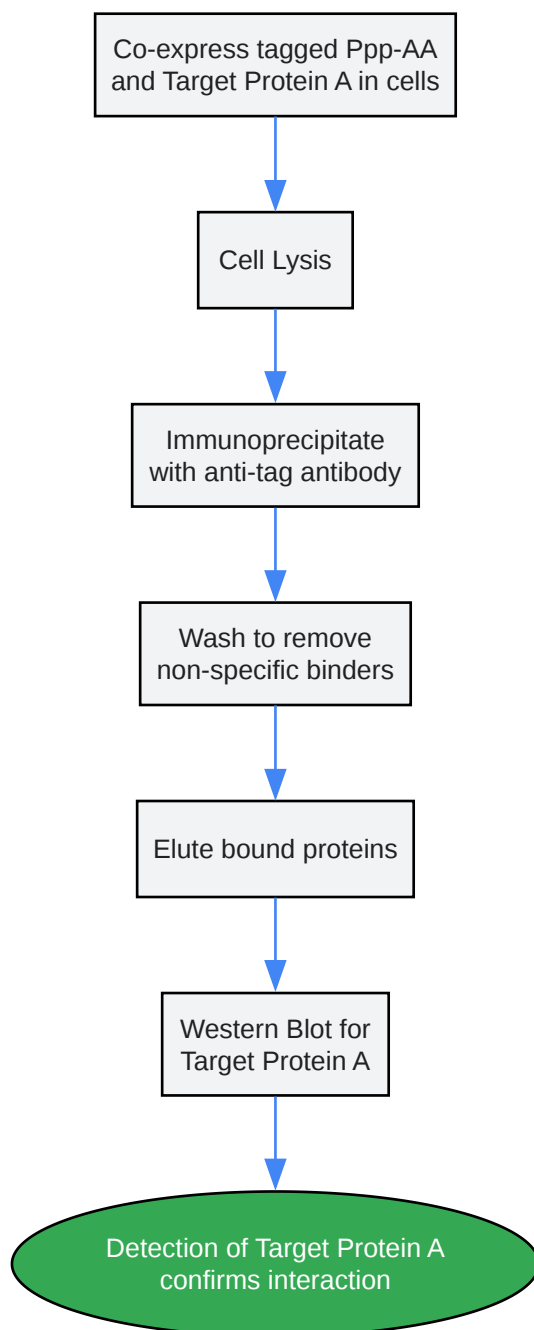 Co-express tagged Ppp-AA
and Target Protein A in cells
Cell Lysis
Immunoprecipitate
with anti-tag antibody
Wash to remove
non-specific binders
Elute bound proteins
Western Blot for
Target Protein A
Detection of Target Protein A
confirms interaction